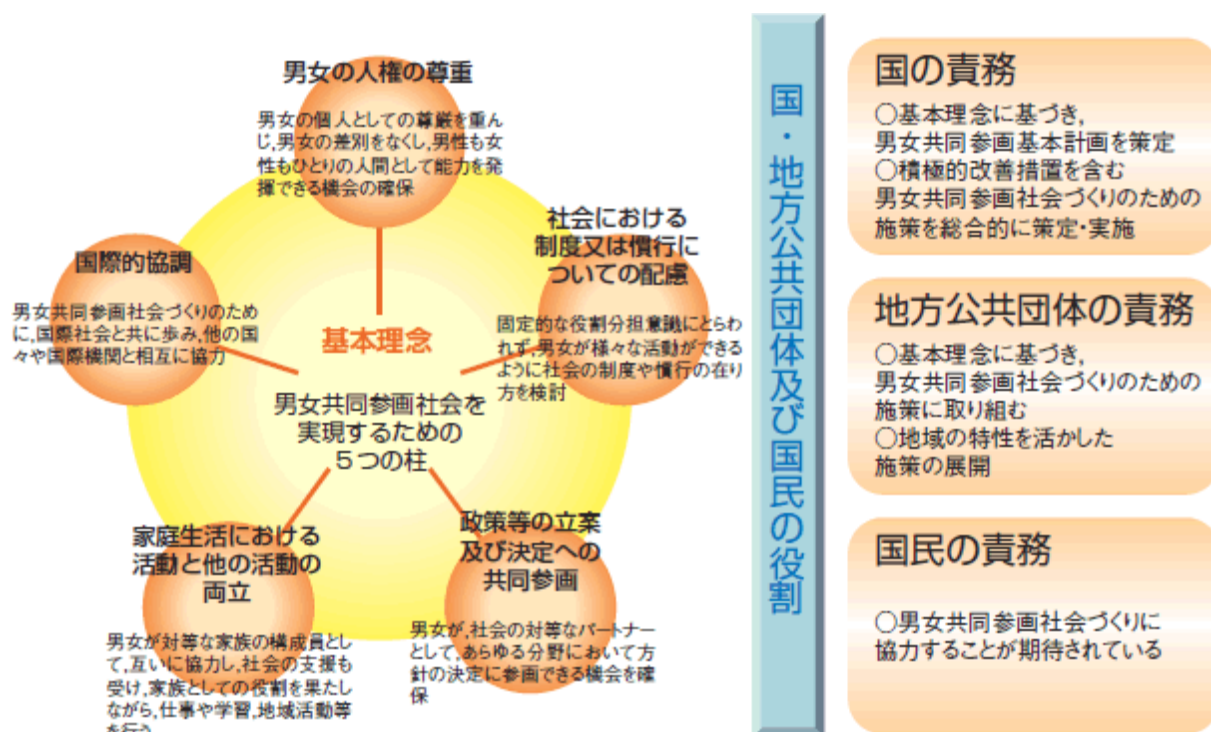 男女の人権の尊重
男女の個人としての尊厳を重ん
じ,男女の差別をなくし,男性も女
性もひとりの人間として能力を発
揮できる機会の確保
社会における
制度又は慣行に
ついての配慮
固定的な役割分担意識にとらわ
れず,男女が様々な活動ができる
ように社会の制度や慣行の在り
方を検討
政策等の立案
及び決定への
共同参画
男女が,社会の対等なパートナー
として,あらゆる分野において方
針の決定に参画できる機会を確
保
家庭生活における
活動と他の活動の
両立
男女が対等な家族の構成員とし
て,互いに協力し,社会の支援も
受け,家族としての役割を果たし
ながら,仕事や学習,地域活動等
を行う
国際的協調
男女共同参画社会づくりのため
に,国際社会と共に歩み,他の国
々や国際機関と相互に協力
基本理念
男女共同参画社会を
実現するための
5つの柱
国・地方公共団体及び国民の役割
国の責務
○基本理念に基づき,
男女共同参画基本計画を策定
○積極的改善措置を含む
男女共同参画社会づくりのための
施策を総合的に策定・実施
地方公共団体の責務
○基本理念に基づき,
男女共同参画社会づくりのための
施策に取り組む
○地域の特性を活かした
施策の展開
国民の責務
○男女共同参画社会づくりに
協力することが期待されている